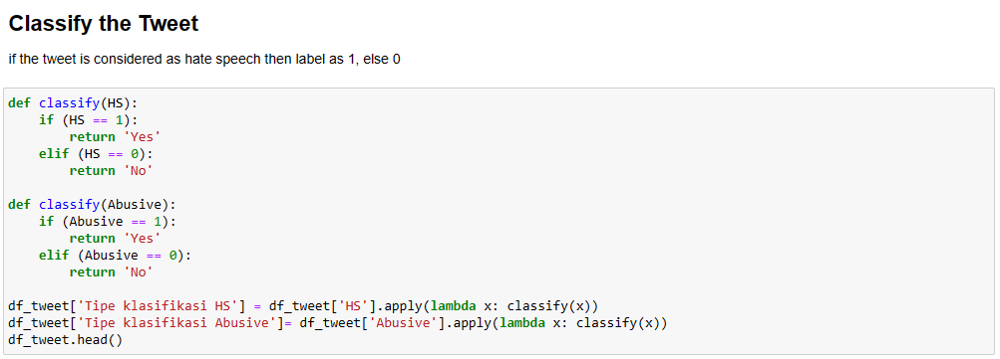 Classify the Tweet
if the tweet is considered as hate speech then label as 1, else 0
def classify(HS):
    if (HS == 1):
        return 'Yes'
    elif (HS == 0):
        return 'No'

def classify(Abusive):
    if (Abusive == 1):
        return 'Yes'
    elif (Abusive == 0):
        return 'No'

df_tweet['Tipe klasifikasi HS'] = df_tweet['HS'].apply(lambda x: classify(x))
df_tweet['Tipe klasifikasi Abusive']= df_tweet['Abusive'].apply(lambda x: classify(x))
df_tweet.head()